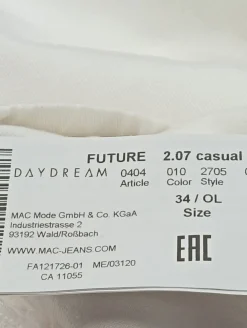 FUTURE 2.07 casual
DAYDREAM 0404 010 2705
Article Color Style
34 / OL
Size
MAC Mode GmbH & Co. KGaA
Industriestrasse 2
93192 Wald/Roßbach
WWW.MAC-JEANS.COM
EAC
FA121726-01 ME/03120
CA 11055